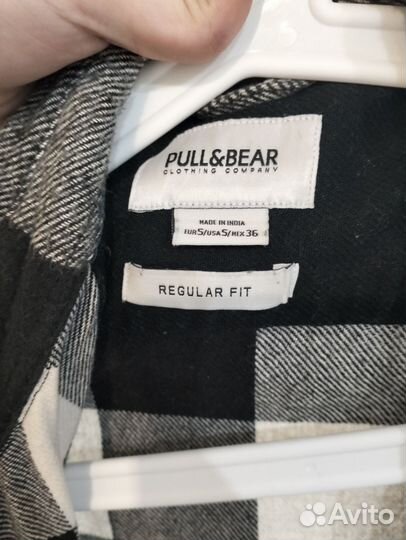 PULL&BEAR
CLOTHING COMPANY
MADE IN INDIA
EUR S/USA S/MEX 36
REGULAR FIT
Avito